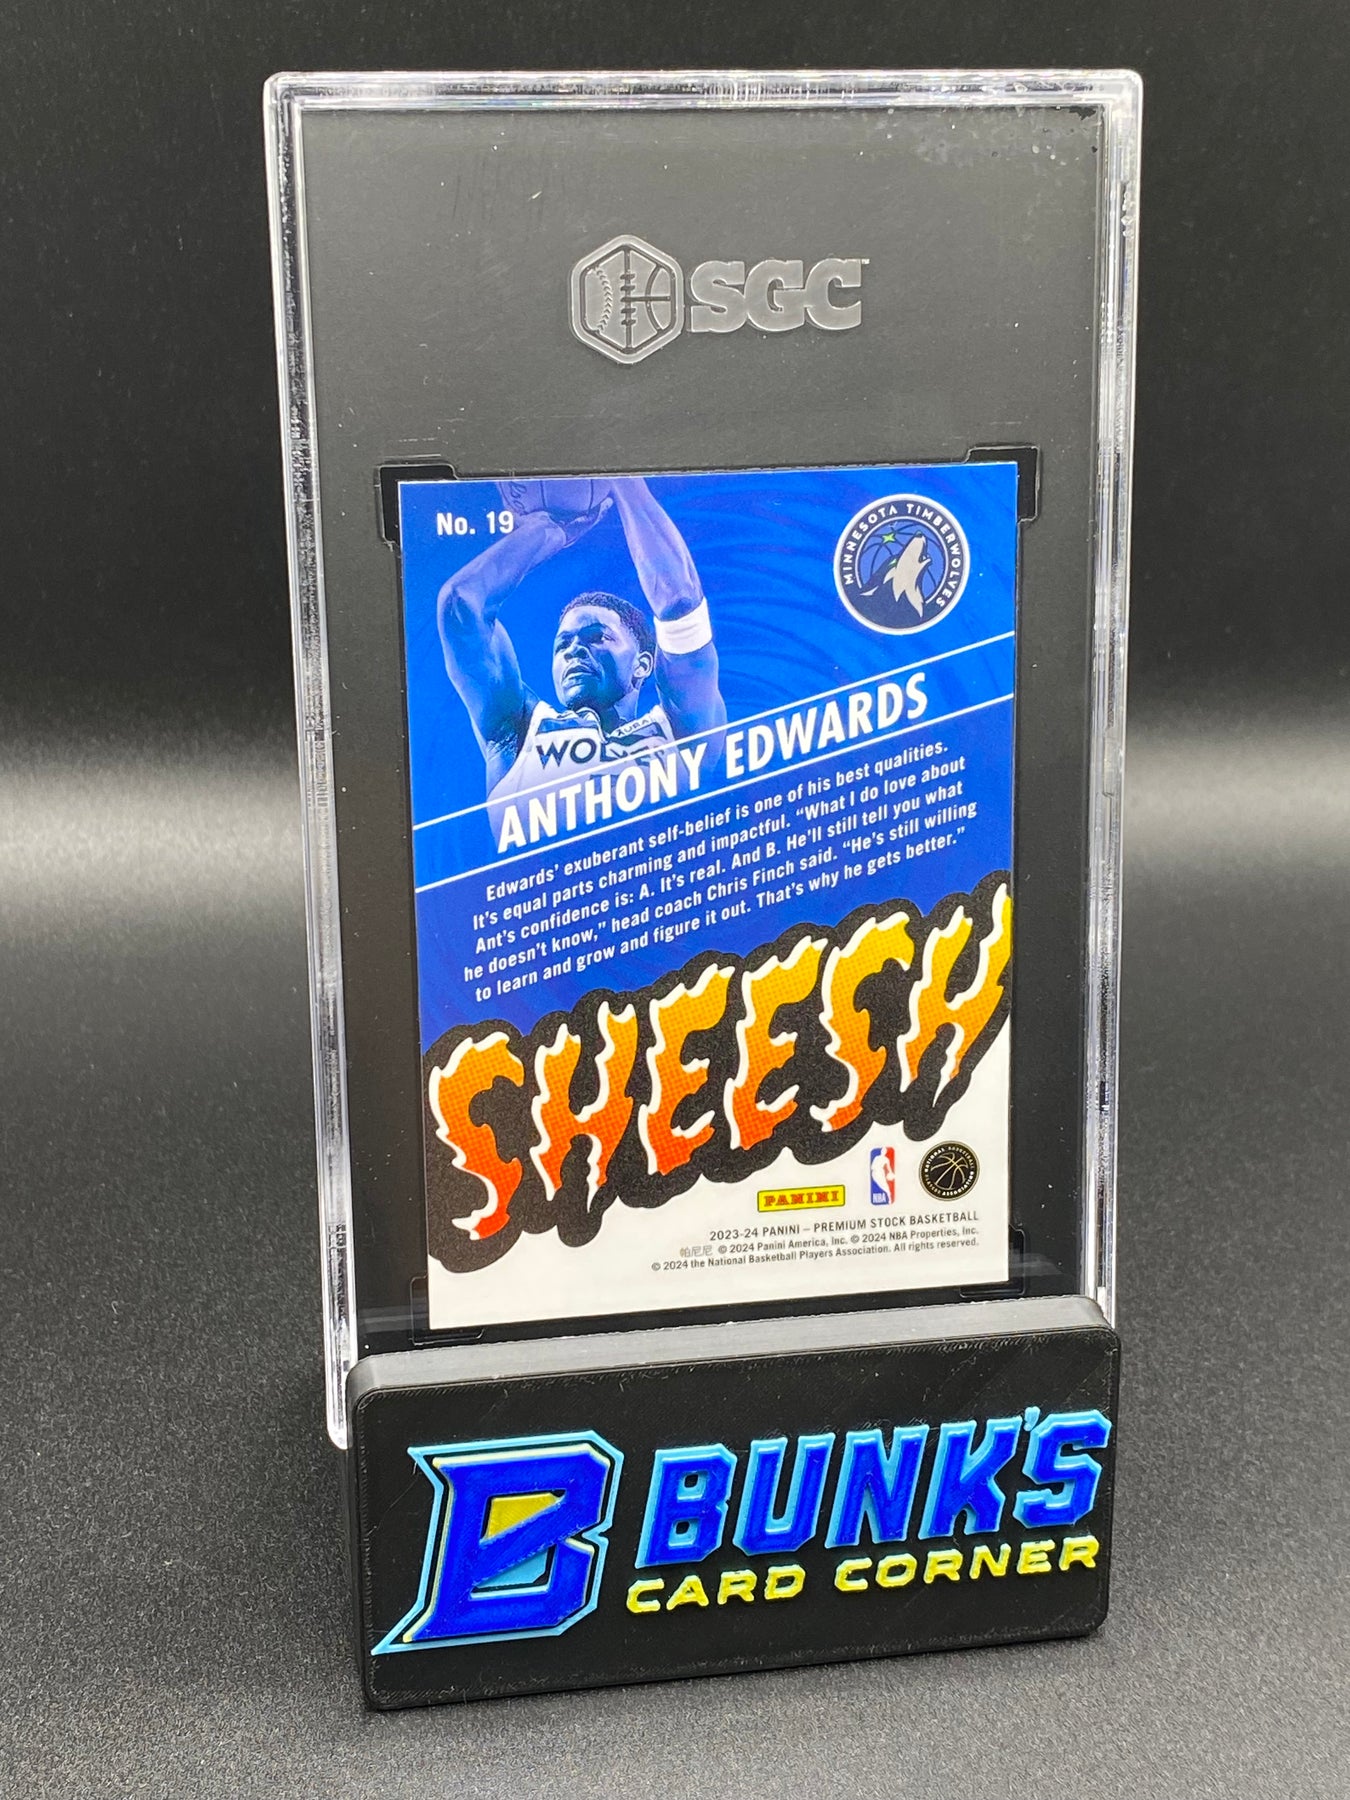 SGC
No. 19
MINNESOTA TIMBERWOLVES
WOLVES
ANTHONY EDWARDS
Edwards' exuberant self-belief is one of his best qualities.
It's equal parts charming and impactful. "What I do love about
Ant's confidence is: A. It's real. And B. He'll still tell you what
he doesn't know," head coach Chris Finch said. "He's still willing
to learn and grow and figure it out. That's why he gets better."
SHEESH
PANINI
NBA
NATIONAL BASKETBALL PLAYERS ASSOCIATION
2023-24 PANINI – PREMIUM STOCK BASKETBALL
帕尼尼 © 2024 Panini America, Inc. © 2024 NBA Properties, Inc.
© 2024 the National Basketball Players Association. All rights reserved.
B BUNK'S
CARD CORNER